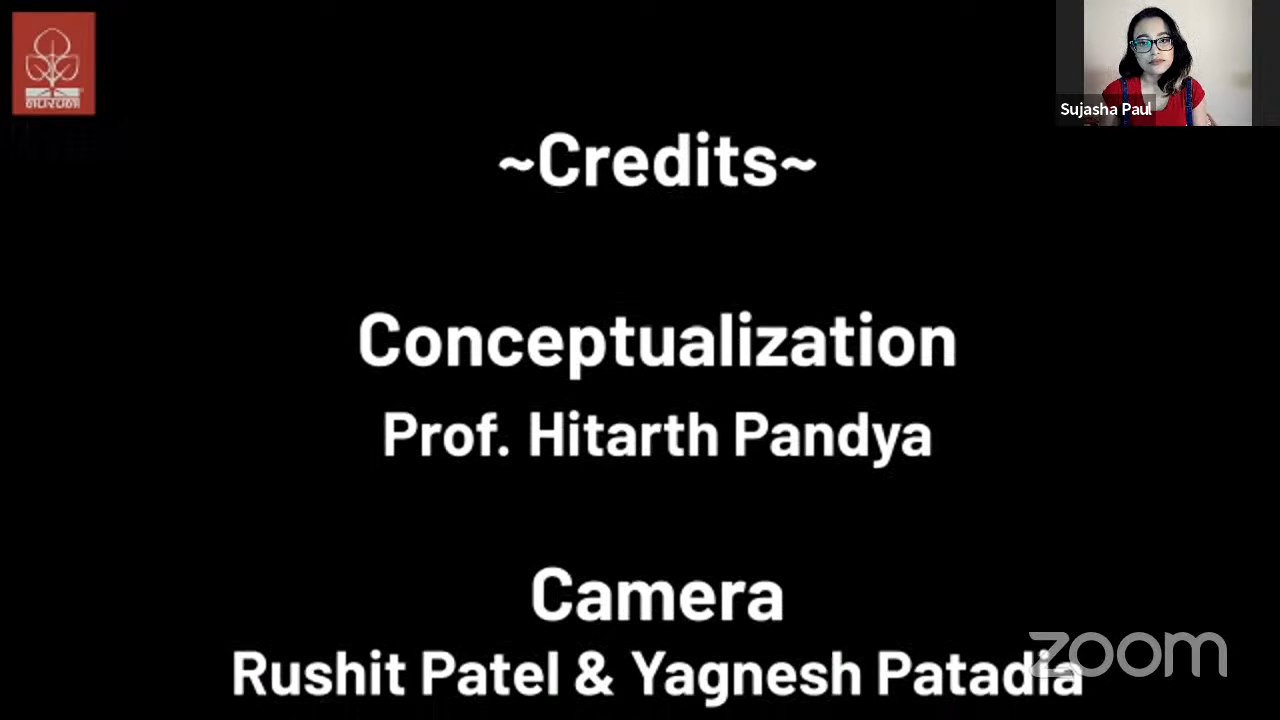 Sujasha Paul
~Credits~
Conceptualization
Prof. Hitarth Pandya
Camera
Rushit Patel & Yagnesh Patadia
zoom